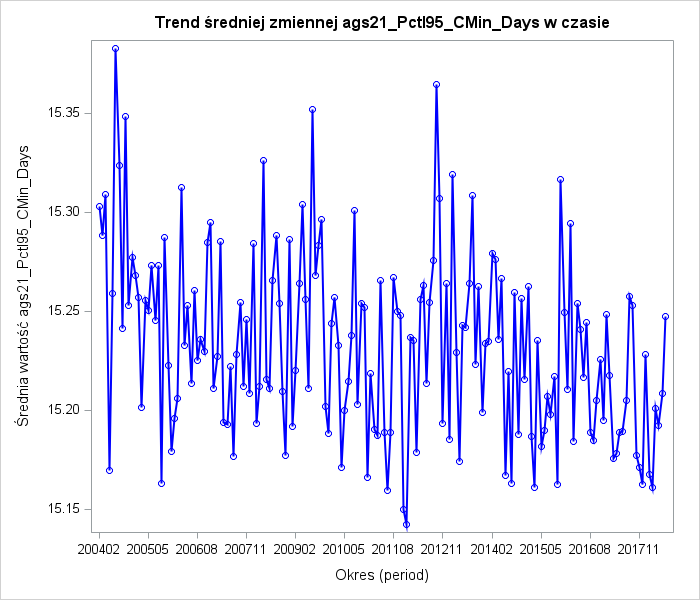 Trend średniej zmiennej ags21_Pctl95_CMin_Days w czasie
Średnia wartość ags21_Pctl95_CMin_Days
15.35
15.30
15.25
15.20
15.15
200402 200505 200608 200711 200902 201005 201108 201211 201402 201505 201608 201711
Okres (period)